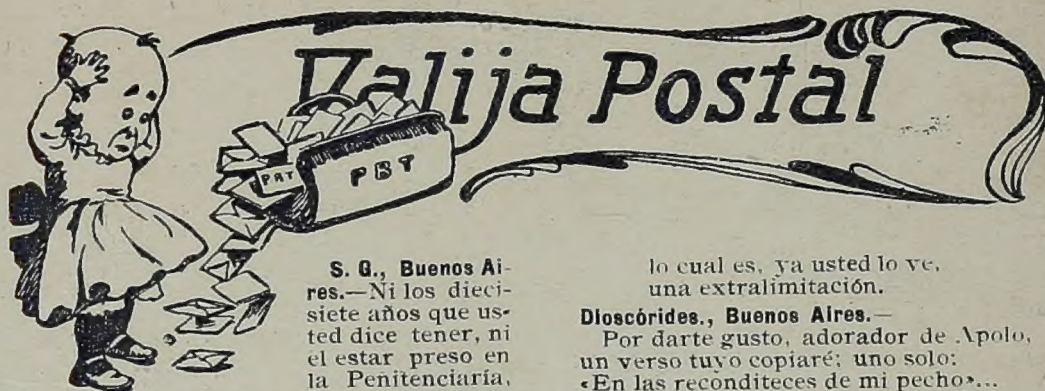 Valija Postal
PBT
PBT
S. G., Buenos Ai-
res.—Ni los dieci-
siete años que us-
ted dice tener, ni
el estar preso en
la Penitenciaría,
lo cual es, ya usted lo ve,
una extralimitación.
Dioscórides., Buenos Aires.—
Por darte gusto, adorador de Apolo,
un verso tuyo copiaré; uno solo:
«En las reconditeces de mi pecho»...